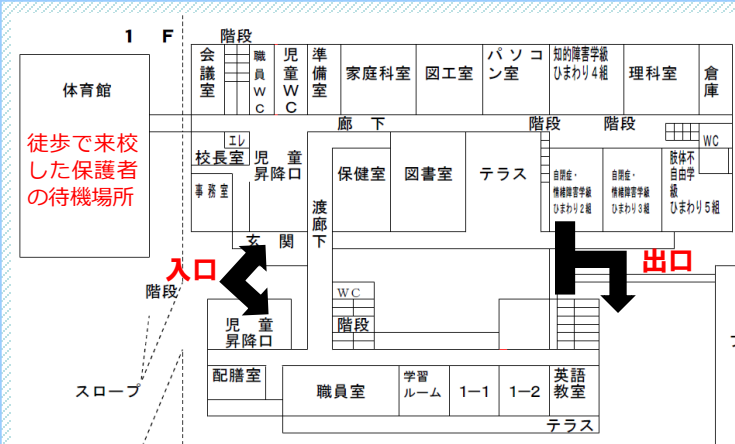 1 F
階段
会議室
職員WC
児童WC
準備室
家庭科室
図工室
パソコン室
知的障害学級
ひまわり4組
理科室
倉庫
体育館
徒歩で来校
した保護者
の待機場所
廊下
階段
階段
WC
エレ
校長室
児童
昇降口
事務室
保健室
図書室
テラス
自閉症・
情緒障害学級
ひまわり2組
自閉症・
情緒障害学級
ひまわり3組
肢体不
自由学
級
ひまわり5組
渡廊下
玄関
入口
出口
階段
WC
階段
児童
昇降口
スロープ
配膳室
職員室
学習
ルーム
1-1
1-2
英語
教室
テラス